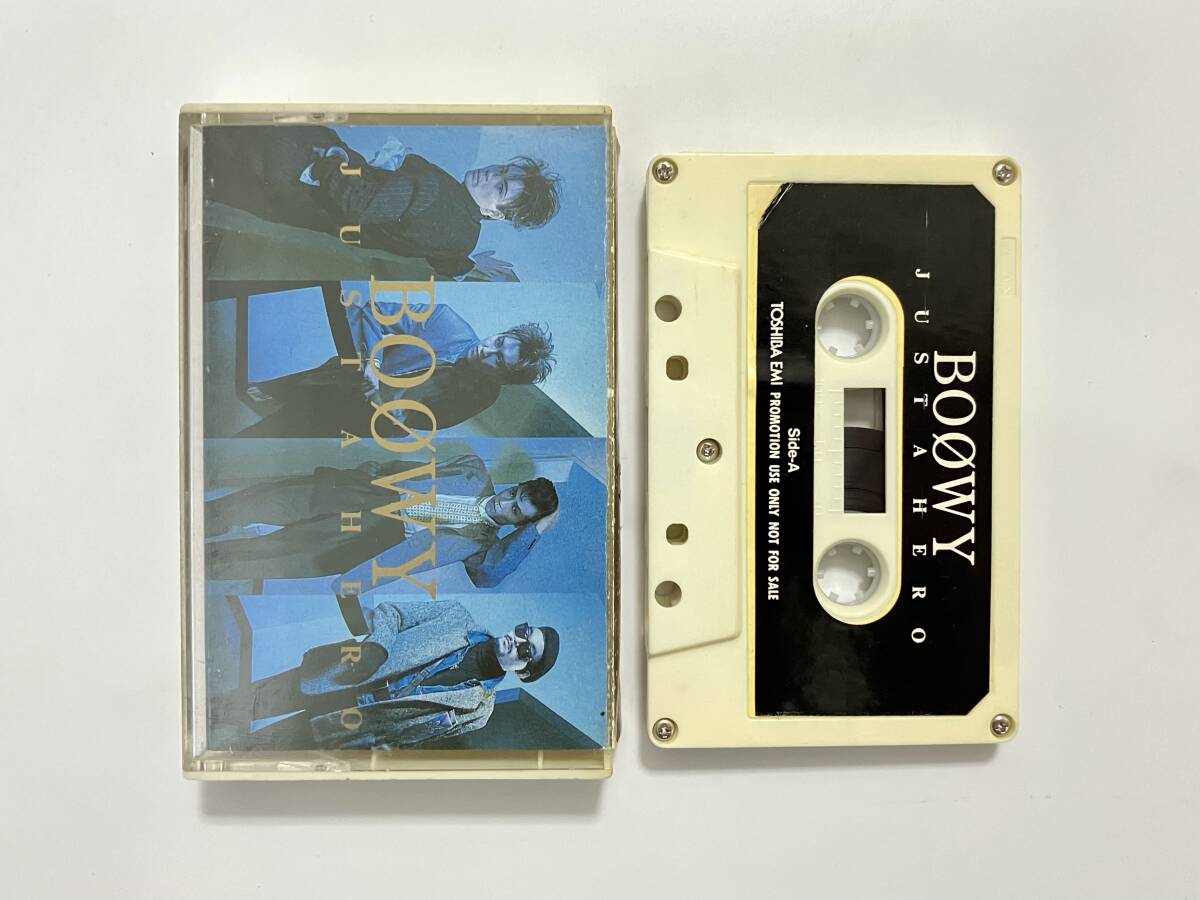 BOØWY
JUST A HERO
BOØWY
JUST A HERO
Side-A
TOSHIBA EMI PROMOTION USE ONLY NOT FOR SALE